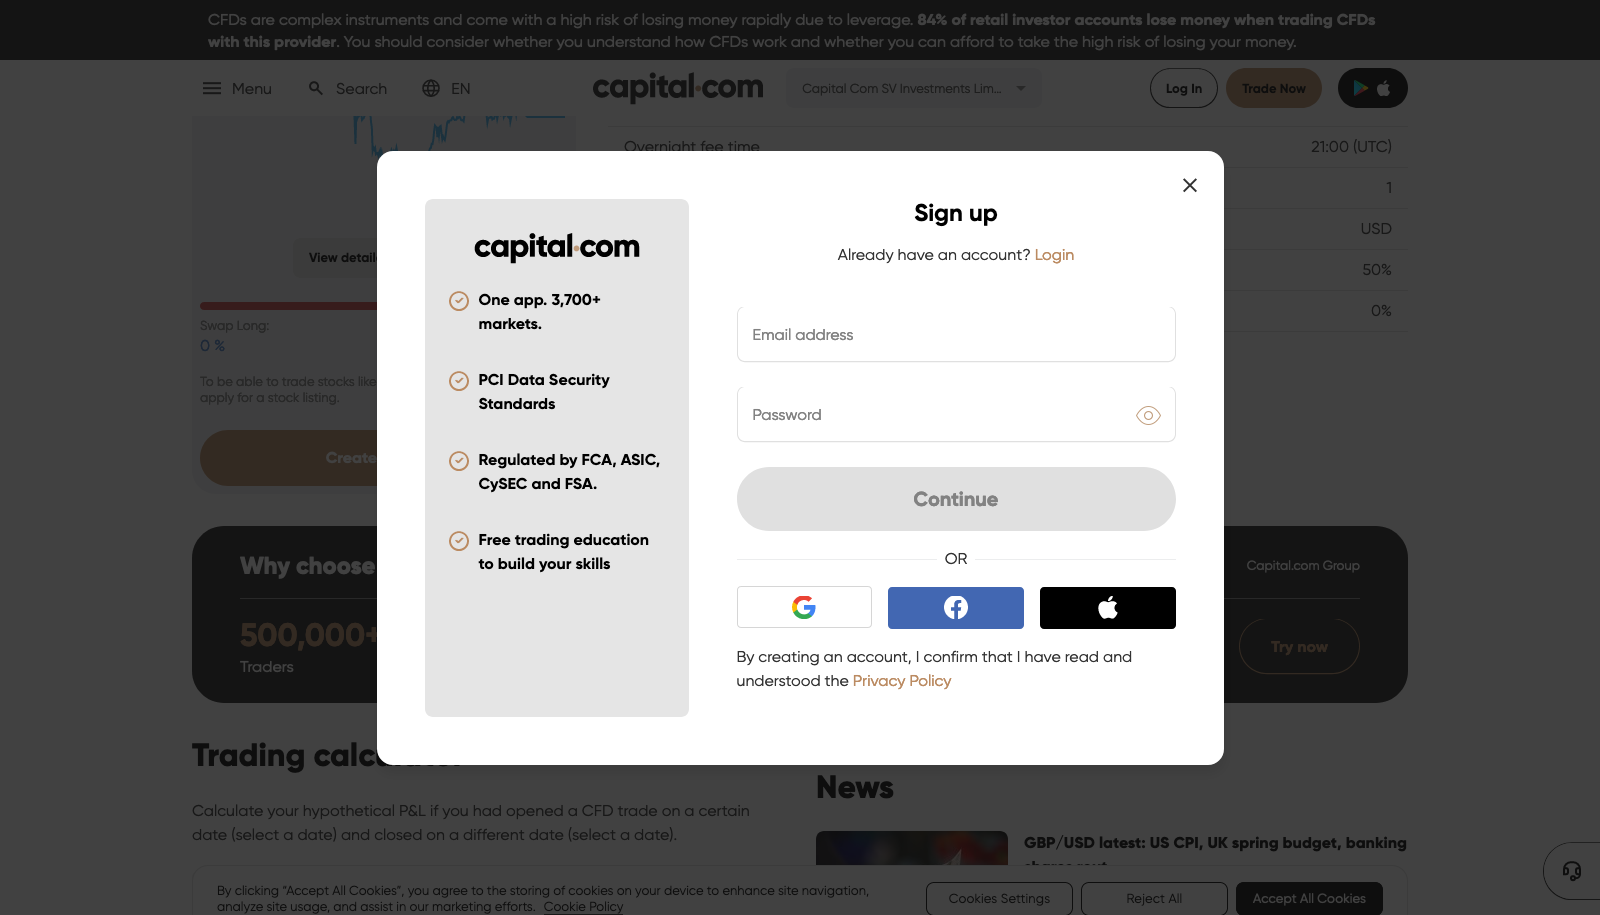 CFDs are complex instruments and come with a high risk of losing money rapidly due to leverage. 84% of retail investor accounts lose money when trading CFDs
with this provider. You should consider whether you understand how CFDs work and whether you can afford to take the high risk of losing your money.
Menu
Search
EN
capital.com
Capital Com SV Investments Lim...
Log In
Trade Now
Overnight fee time
21:00 (UTC)
1
USD
50%
0%
View detaile
Swap Long:
0 %
To be able to trade stocks like
apply for a stock listing.
Create
Why choose
500,000+
Traders
Capital.com Group
Try now
capital.com
One app. 3,700+
markets.
PCI Data Security
Standards
Regulated by FCA, ASIC,
CySEC and FSA.
Free trading education
to build your skills
Sign up
Already have an account? Login
Email address
Password
Continue
OR
By creating an account, I confirm that I have read and
understood the Privacy Policy
Trading calculator
Calculate your hypothetical P&L if you had opened a CFD trade on a certain
date (select a date) and closed on a different date (select a date).
News
GBP/USD latest: US CPI, UK spring budget, banking
By clicking “Accept All Cookies”, you agree to the storing of cookies on your device to enhance site navigation,
analyze site usage, and assist in our marketing efforts. Cookie Policy
Cookies Settings
Reject All
Accept All Cookies